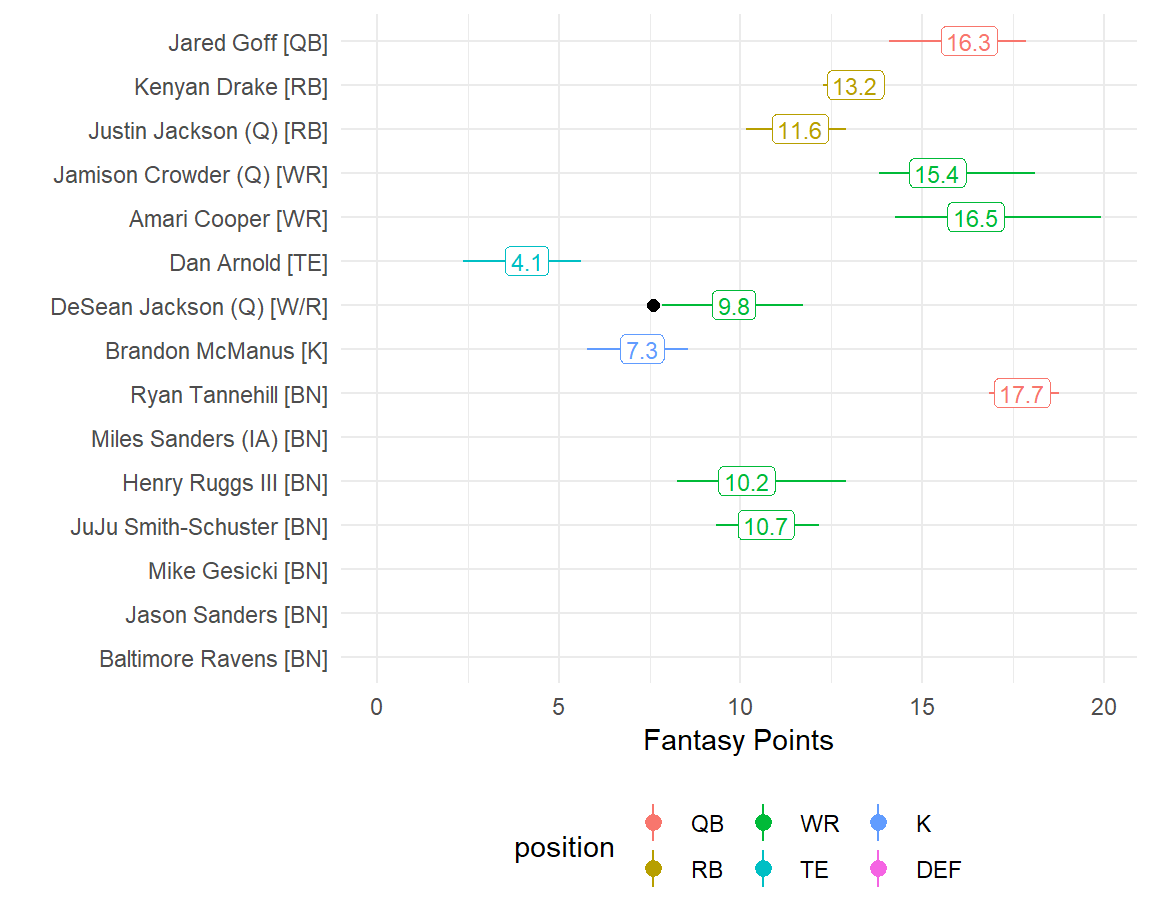 Jared Goff [QB] 16.3
Kenyan Drake [RB] 13.2
Justin Jackson (Q) [RB] 11.6
Jamison Crowder (Q) [WR] 15.4
Amari Cooper [WR] 16.5
Dan Arnold [TE] 4.1
DeSean Jackson (Q) [W/R] 9.8
Brandon McManus [K] 7.3
Ryan Tannehill [BN] 17.7
Miles Sanders (IA) [BN]
Henry Ruggs III [BN] 10.2
JuJu Smith-Schuster [BN] 10.7
Mike Gesicki [BN]
Jason Sanders [BN]
Baltimore Ravens [BN]
0 5 10 15 20
Fantasy Points
position
QB WR K
RB TE DEF